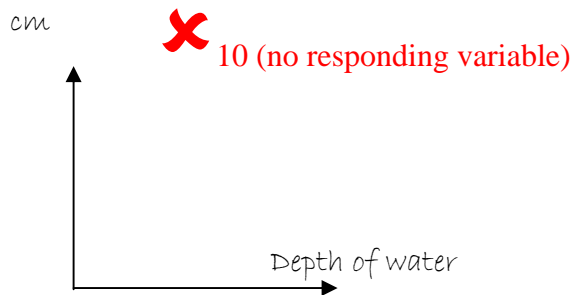 cm
✘ 10 (no responding variable)
Depth of water